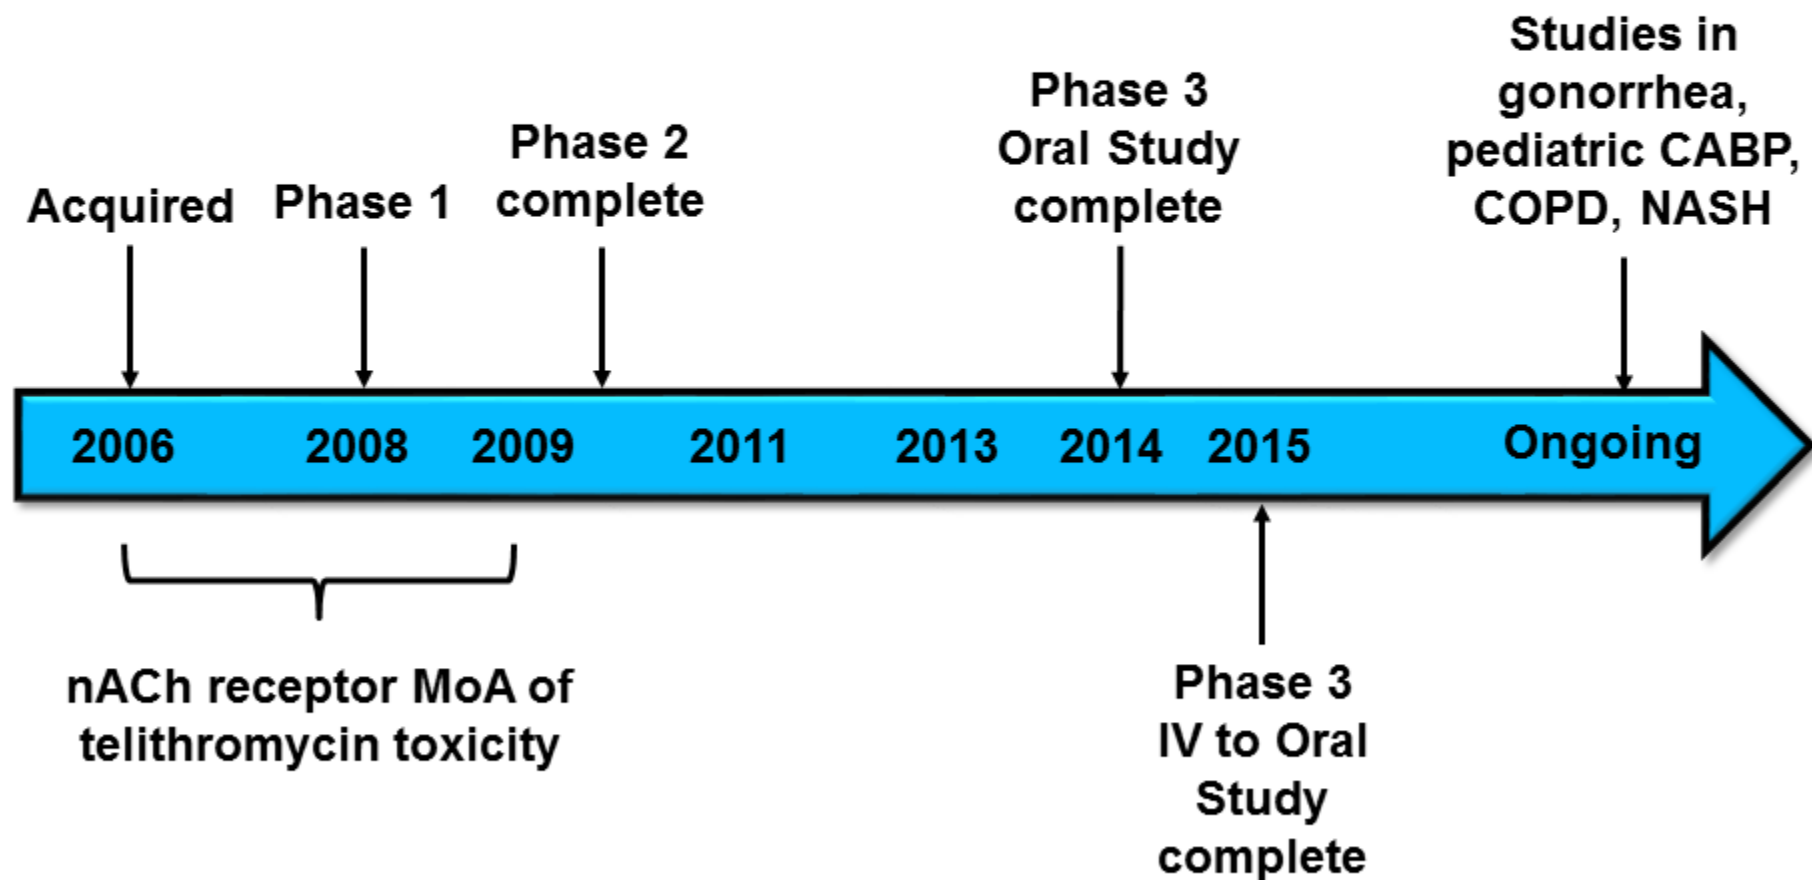 Acquired
Phase 1
Phase 2
complete
Phase 3
Oral Study
complete
Studies in
gonorrhea,
pediatric CABP,
COPD, NASH
2006 2008 2009 2011 2013 2014 2015 Ongoing
nACh receptor MoA of
telithromycin toxicity
Phase 3
IV to Oral
Study
complete